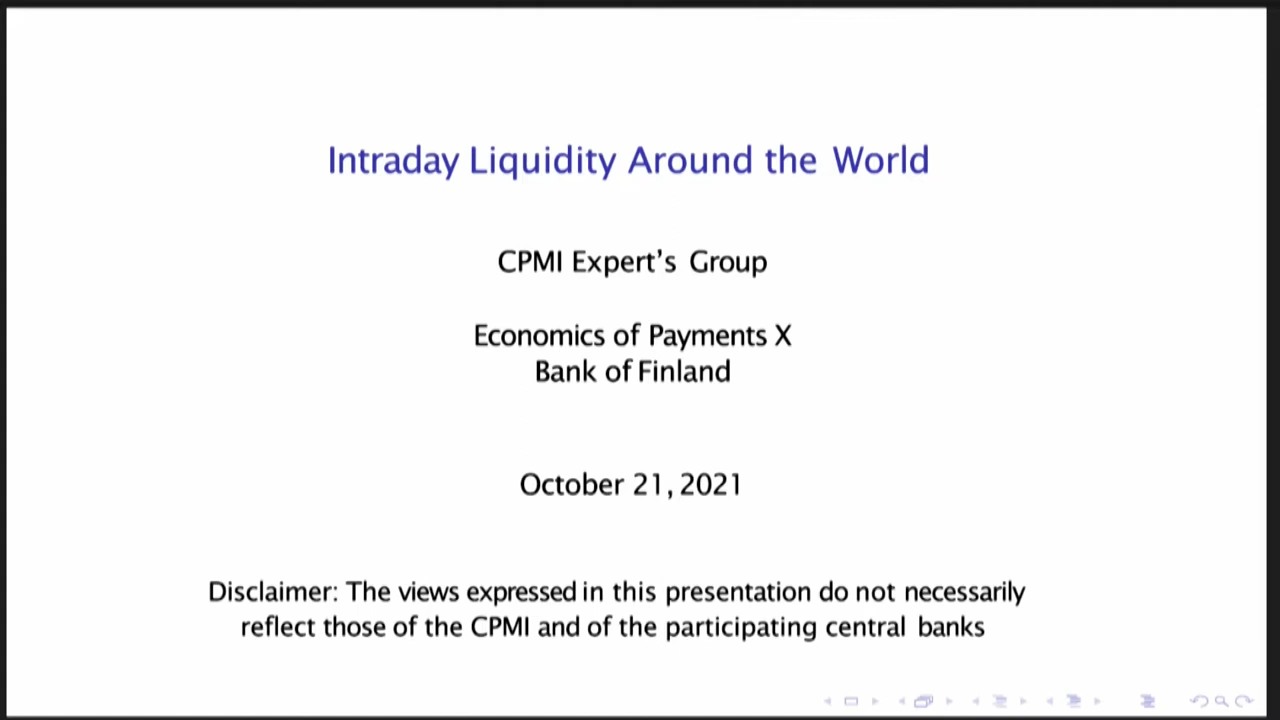 Intraday Liquidity Around the World
CPMI Expert's Group
Economics of Payments X
Bank of Finland
October 21, 2021
Disclaimer: The views expressed in this presentation do not necessarily
reflect those of the CPMI and of the participating central banks